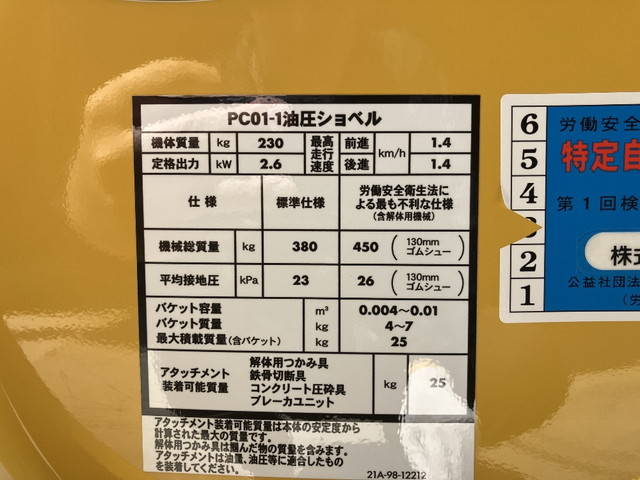 PC01-1油圧ショベル
機体質量 kg 230 最高走行速度 前進 km/h 1.4
定格出力 kW 2.6 後進 1.4
仕様 標準仕様 労働安全衛生法による最も不利な仕様(含解体用機械)
機械総質量 kg 380 450 (130mmゴムシュー)
平均接地圧 kPa 23 26 (130mmゴムシュー)
バケット容量 m³ 0.004〜0.01
バケット質量 kg 4〜7
最大積載質量(含バケット) kg 25
アタッチメント装着可能質量 解体用つかみ具 kg 25
鉄骨切断具
コンクリート圧砕具
ブレーカユニット
アタッチメント装着可能質量は本体の安定度から
計算された最大の質量です。
解体用つかみ具は掴んだ物の質量を含みます。
アタッチメントは油量、油圧等に適合したもの
を装着してください。
21A-98-12212
6
5
4
2
1
労働安全
特定自
第1回検
株式
公益社団法
(労